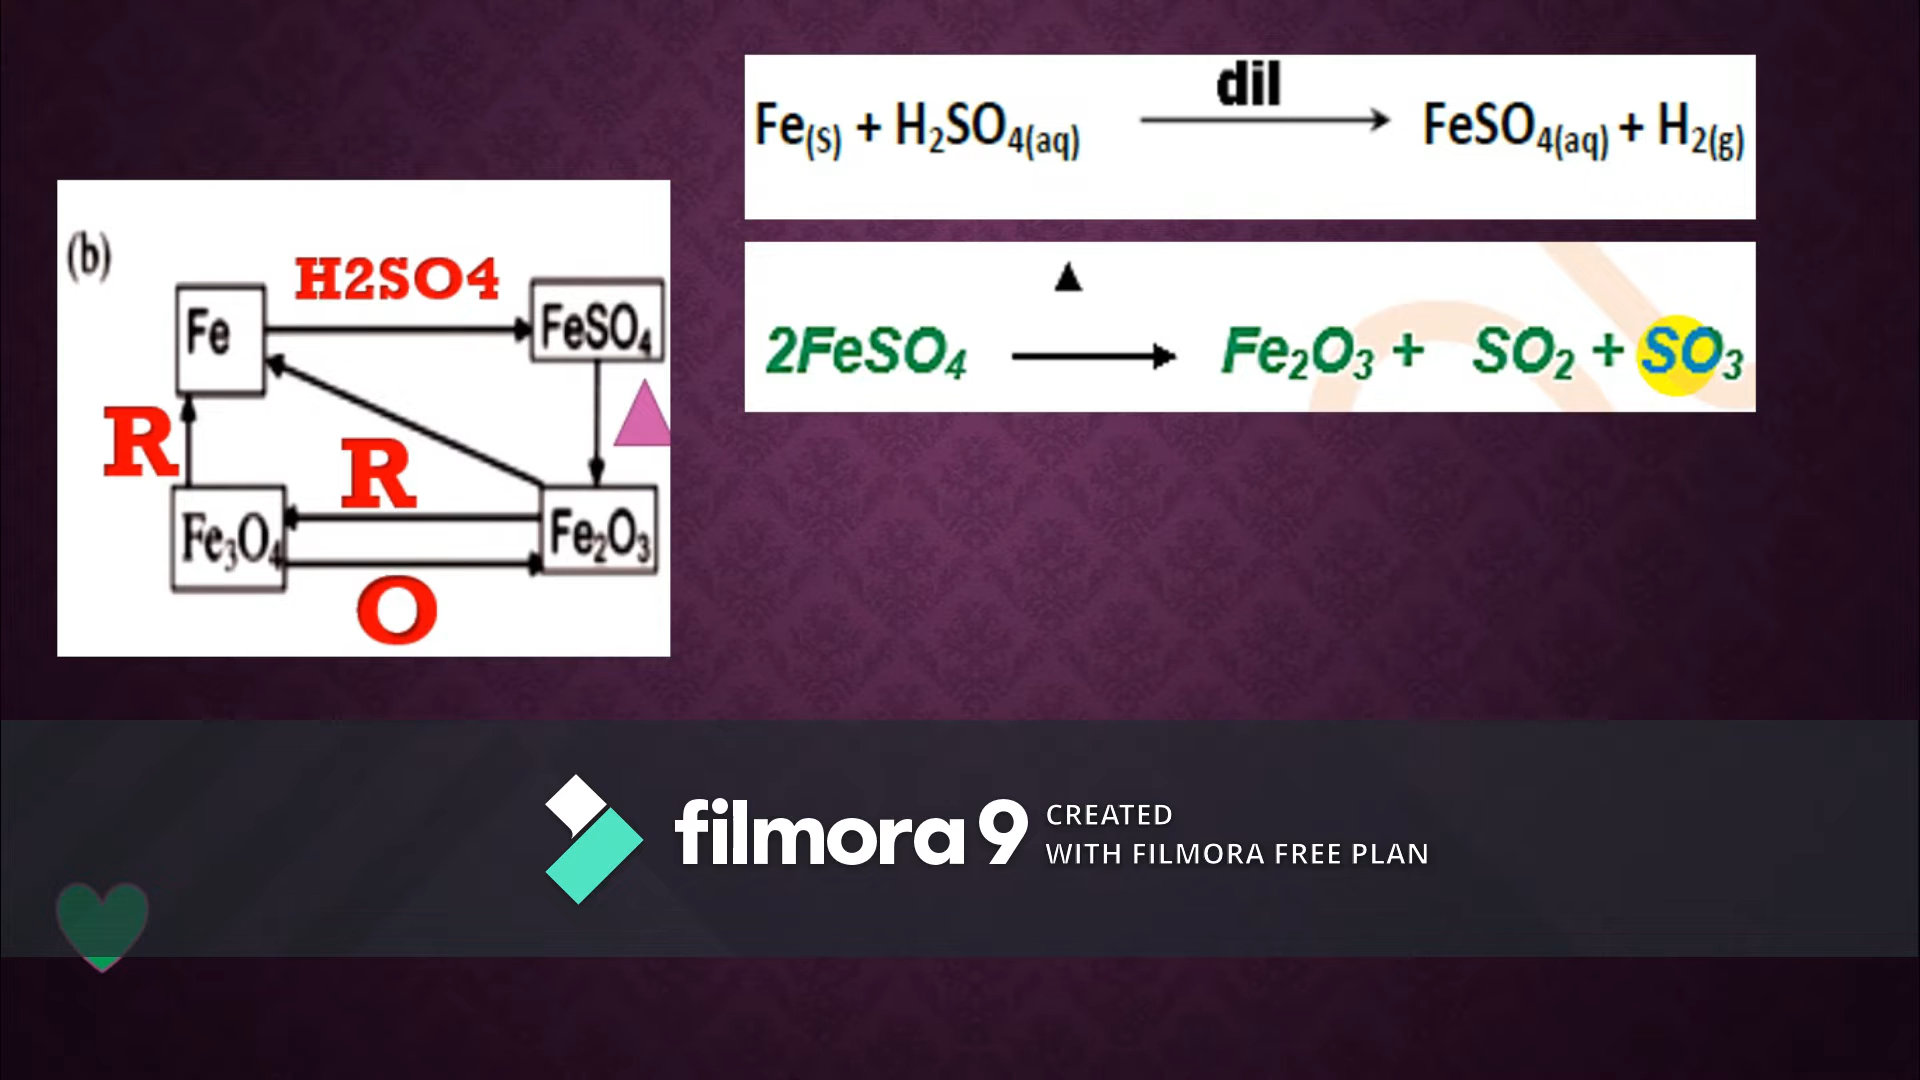 (b)
H2SO4
Fe
FeSO₄
R
R
Fe₃O₄
Fe₂O₃
O
dil
Fe(s) + H₂SO₄(aq) → FeSO₄(aq) + H₂(g)
▲
2FeSO₄ → Fe₂O₃ + SO₂ + SO₃
filmora 9
CREATED
WITH FILMORA FREE PLAN